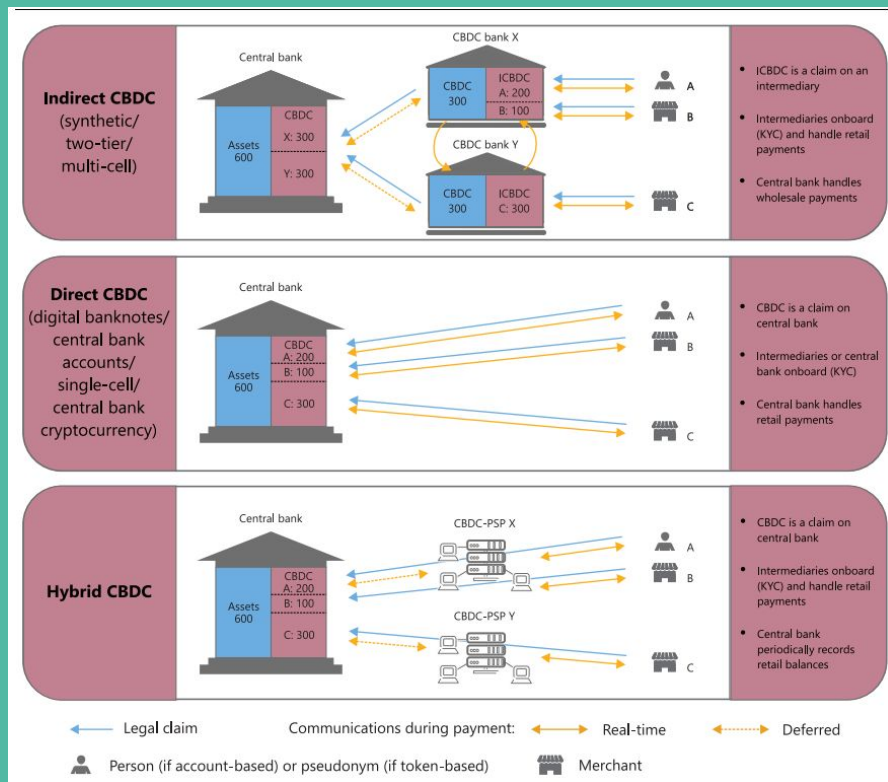 Indirect CBDC
(synthetic/
two-tier/
multi-cell)
Central bank
Assets
600
CBDC
X: 300
Y: 300
CBDC bank X
CBDC
300
ICBDC
A: 200
B: 100
CBDC bank Y
CBDC
300
ICBDC
C: 300
A
B
C
• ICBDC is a claim on an
intermediary
• Intermediaries onboard
(KYC) and handle retail
payments
• Central bank handles
wholesale payments
Direct CBDC
(digital banknotes/
central bank
accounts/
single-cell/
central bank
cryptocurrency)
Central bank
Assets
600
CBDC
A: 200
B: 100
C: 300
A
B
C
• CBDC is a claim on
central bank
• Intermediaries or central
bank onboard (KYC)
• Central bank handles
retail payments
Hybrid CBDC
Central bank
Assets
600
CBDC
A: 200
B: 100
C: 300
CBDC-PSP X
CBDC-PSP Y
A
B
C
• CBDC is a claim on
central bank
• Intermediaries onboard
(KYC) and handle retail
payments
• Central bank
periodically records
retail balances
Legal claim
Communications during payment:
Real-time
Deferred
Person (if account-based) or pseudonym (if token-based)
Merchant